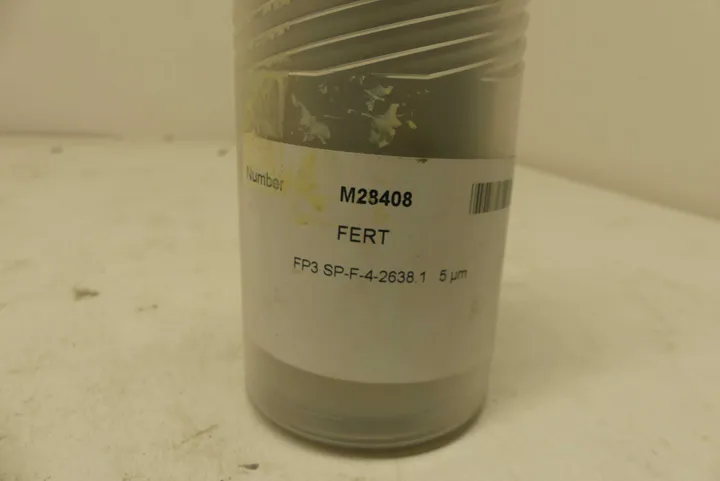 Number M28408
FERT
FP3 SP-F-4-2638.1 5 µm